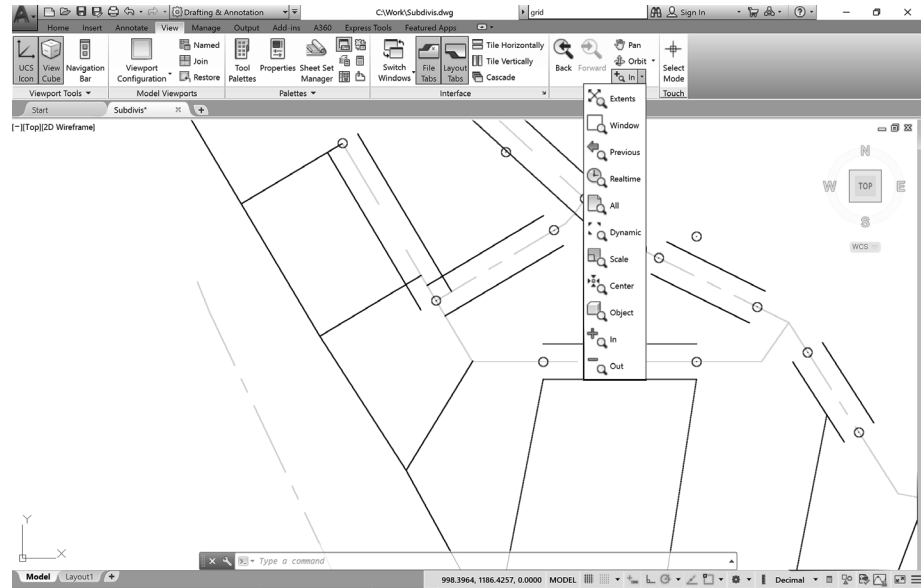 Drafting & Annotation
C:\Work\Subdivis.dwg
grid
Sign In
Home Insert Annotate View Manage Output Add-ins A360 Express Tools Featured Apps
UCS Icon
View Cube
Navigation Bar
Viewport Configuration
Named
Join
Restore
Tool Palettes
Properties
Sheet Set Manager
Switch Windows
File Tabs
Layout Tabs
Tile Horizontally
Tile Vertically
Cascade
Back
Forward
Pan
Orbit
In
Select Mode
Viewport Tools
Model Viewports
Palettes
Interface
Touch
Start
Subdivis*
[−][Top][2D Wireframe]
Extents
Window
Previous
Realtime
All
Dynamic
Scale
Center
Object
In
Out
N
W
TOP
E
S
WCS
Y
X
Type a command
Model Layout1 +
998.3964, 1186.4257, 0.0000 MODEL
Decimal